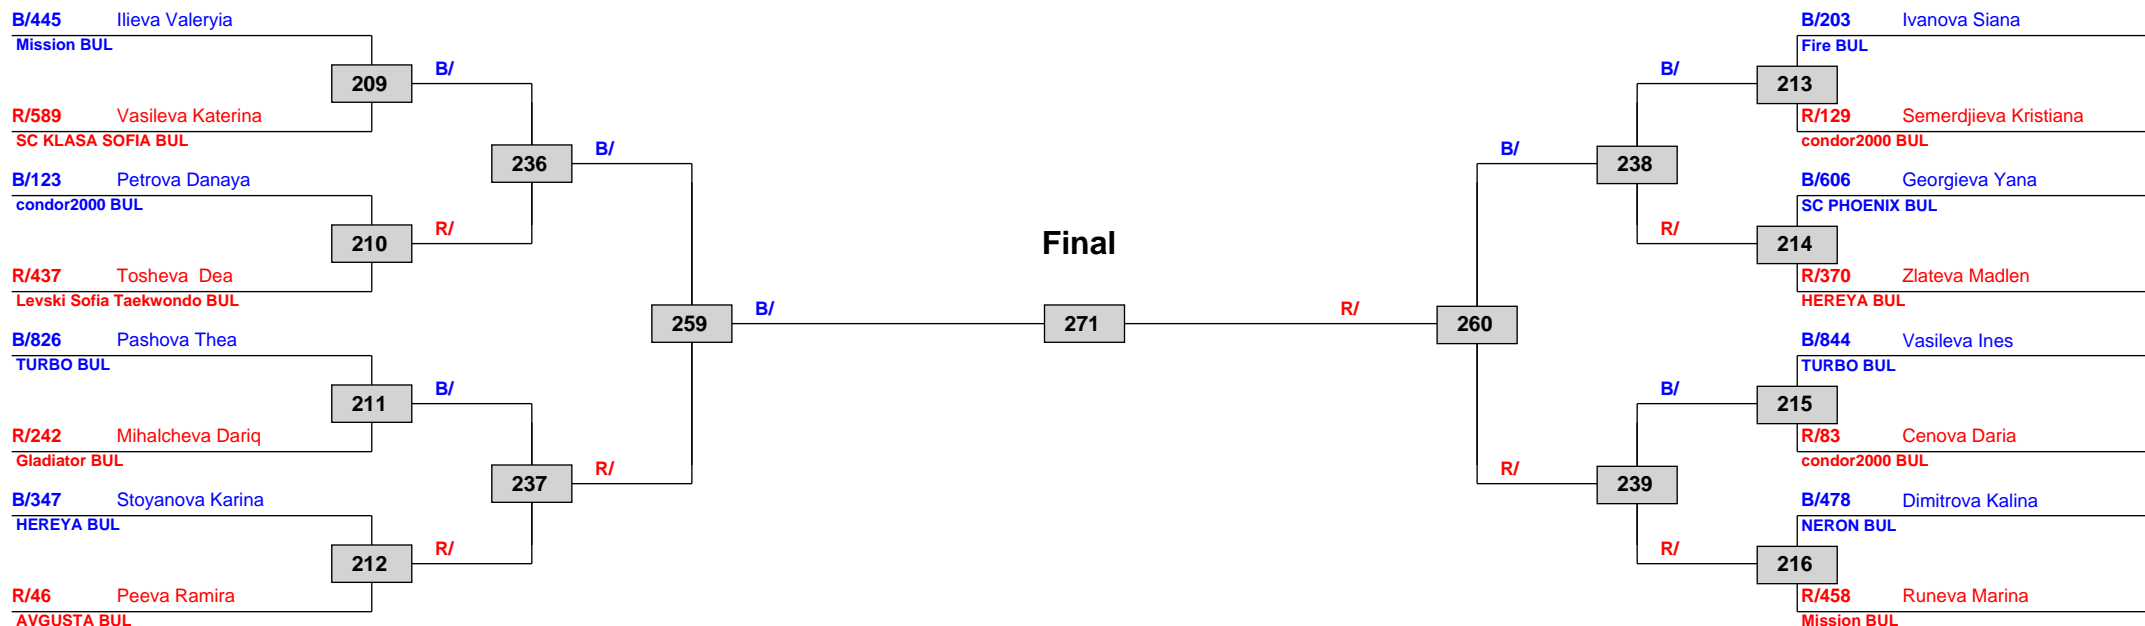 B/445 Ilieva Valeryia
Mission BUL
209
B/
R/589 Vasileva Katerina
SC KLASA SOFIA BUL
236
B/
B/123 Petrova Danaya
condor2000 BUL
210
R/
R/437 Tosheva  Dea
Levski Sofia Taekwondo BUL
259
B/
B/826 Pashova Thea
TURBO BUL
211
B/
R/242 Mihalcheva Dariq
Gladiator BUL
237
R/
B/347 Stoyanova Karina
HEREYA BUL
212
R/
R/46 Peeva Ramira
AVGUSTA BUL
Final
271
B/203 Ivanova Siana
Fire BUL
B/
213
R/129 Semerdjieva Kristiana
condor2000 BUL
B/
238
B/606 Georgieva Yana
SC PHOENIX BUL
R/
214
R/370 Zlateva Madlen
HEREYA BUL
R/
260
B/844 Vasileva Ines
TURBO BUL
B/
215
R/83 Cenova Daria
condor2000 BUL
R/
239
B/478 Dimitrova Kalina
NERON BUL
R/
216
R/458 Runeva Marina
Mission BUL